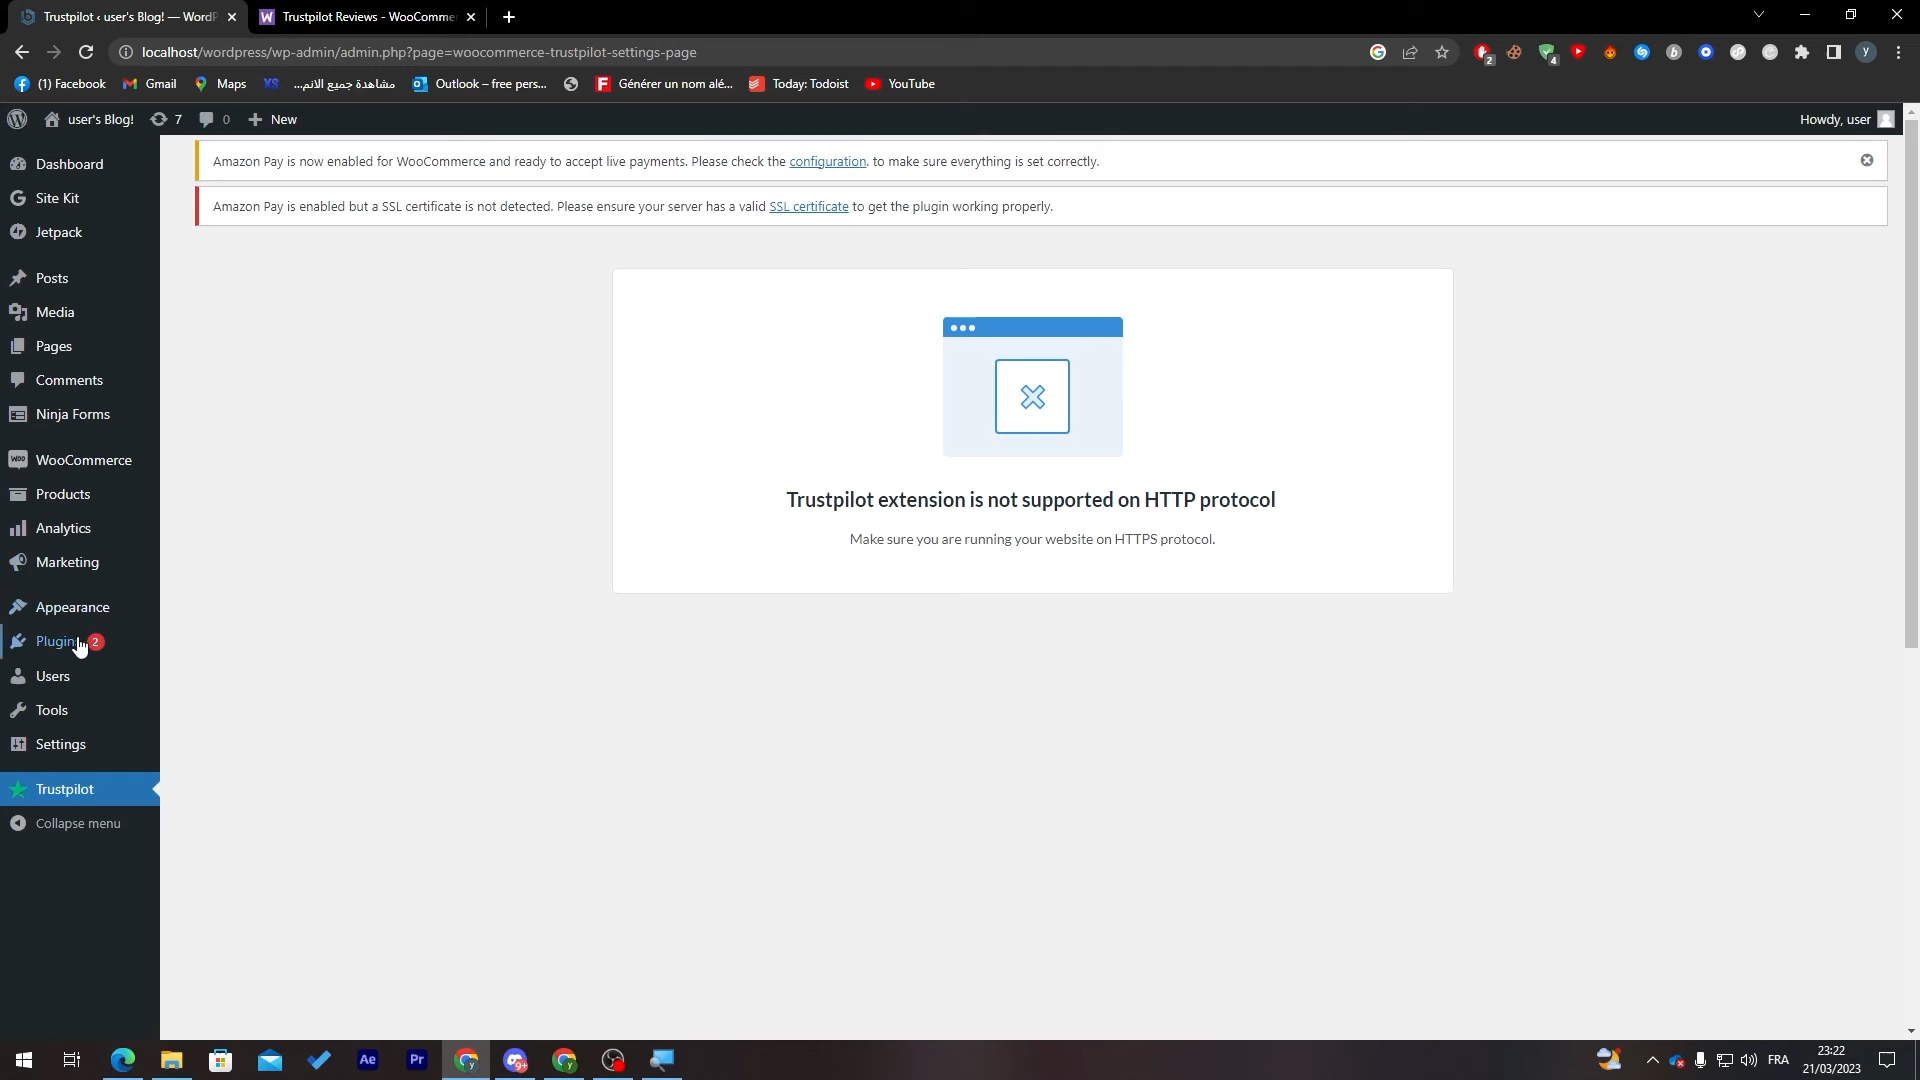 Trustpilot ‹ user's Blog! — WordP
Trustpilot Reviews - WooComme
localhost/wordpress/wp-admin/admin.php?page=woocommerce-trustpilot-settings-page
2
4
y
(1) Facebook
Gmail
Maps
XS
مشاهدة جميع الانم...
Outlook – free pers...
Générer un nom alé...
Today: Todoist
YouTube
user's Blog!
7
0
New
Howdy, user
Dashboard
Site Kit
Jetpack
Posts
Media
Pages
Comments
Ninja Forms
WooCommerce
Products
Analytics
Marketing
Appearance
Plugin
2
Users
Tools
Settings
Trustpilot
Collapse menu
Amazon Pay is now enabled for WooCommerce and ready to accept live payments. Please check the configuration. to make sure everything is set correctly.
Amazon Pay is enabled but a SSL certificate is not detected. Please ensure your server has a valid SSL certificate to get the plugin working properly.
Trustpilot extension is not supported on HTTP protocol
Make sure you are running your website on HTTPS protocol.
Ae
Pr
9+
FRA
23:22
21/03/2023